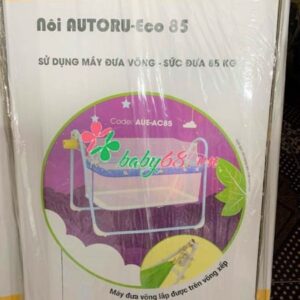 Nôi AUTORU-Eco 85
SỬ DỤNG MÁY ĐƯA VÕNG - SỨC ĐƯA 85 KG
Code: AUE-AC85
baby68.vn
Máy đưa võng lắp được trên võng xếp